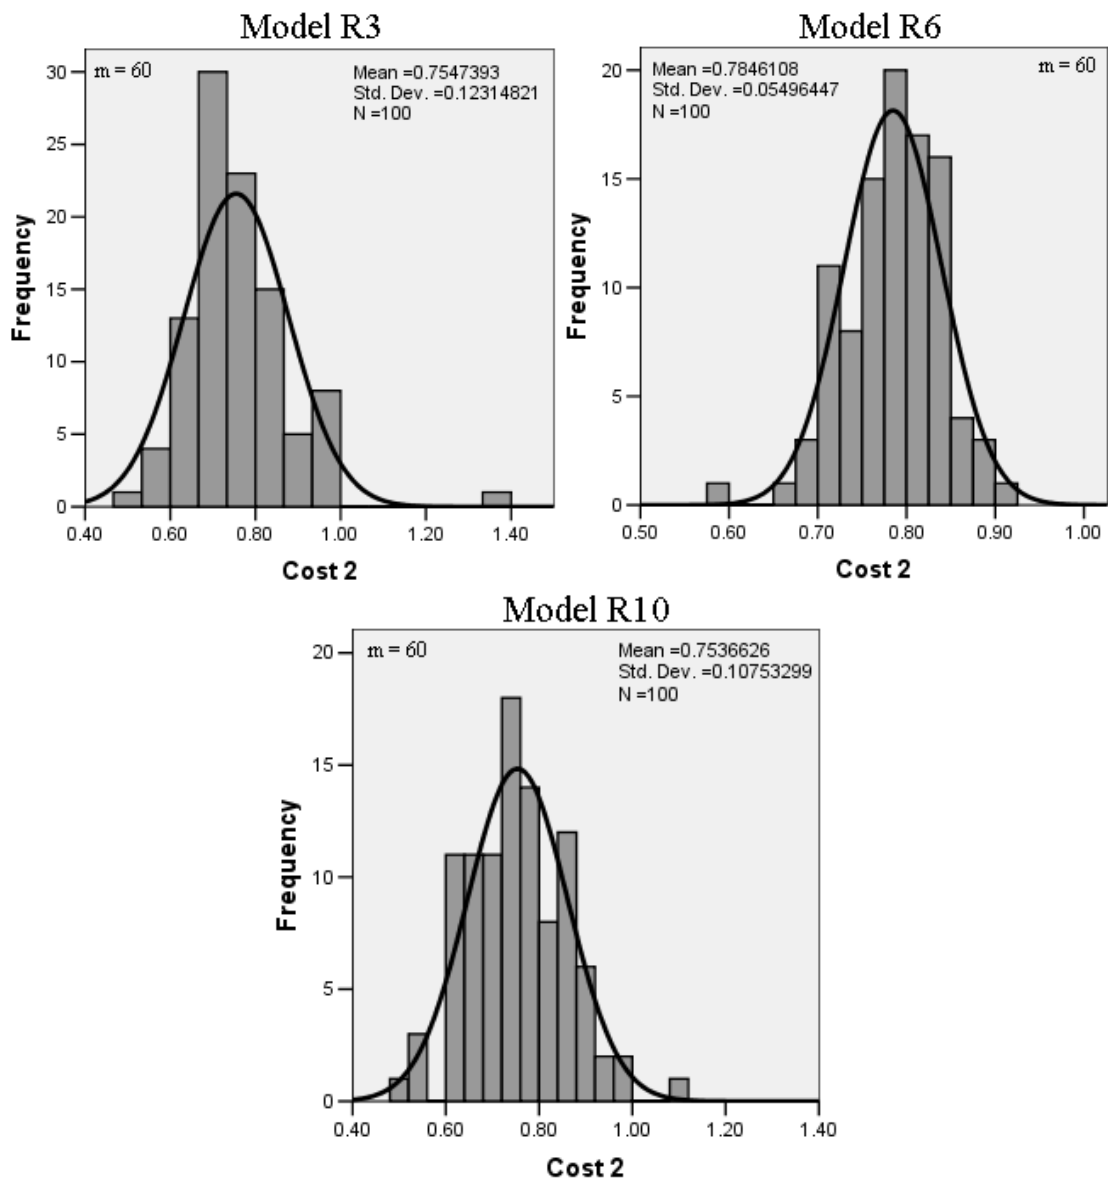 Model R3
m = 60
Mean =0.7547393
Std. Dev. =0.12314821
N =100
Frequency
30
25
20
15
10
5
0
0.40 0.60 0.80 1.00 1.20 1.40
Cost 2
Model R6
Mean =0.7846108
Std. Dev. =0.05496447
N =100
m = 60
Frequency
20
15
10
5
0
0.50 0.60 0.70 0.80 0.90 1.00
Cost 2
Model R10
m = 60
Mean =0.7536626
Std. Dev. =0.10753299
N =100
Frequency
20
15
10
5
0
0.40 0.60 0.80 1.00 1.20 1.40
Cost 2